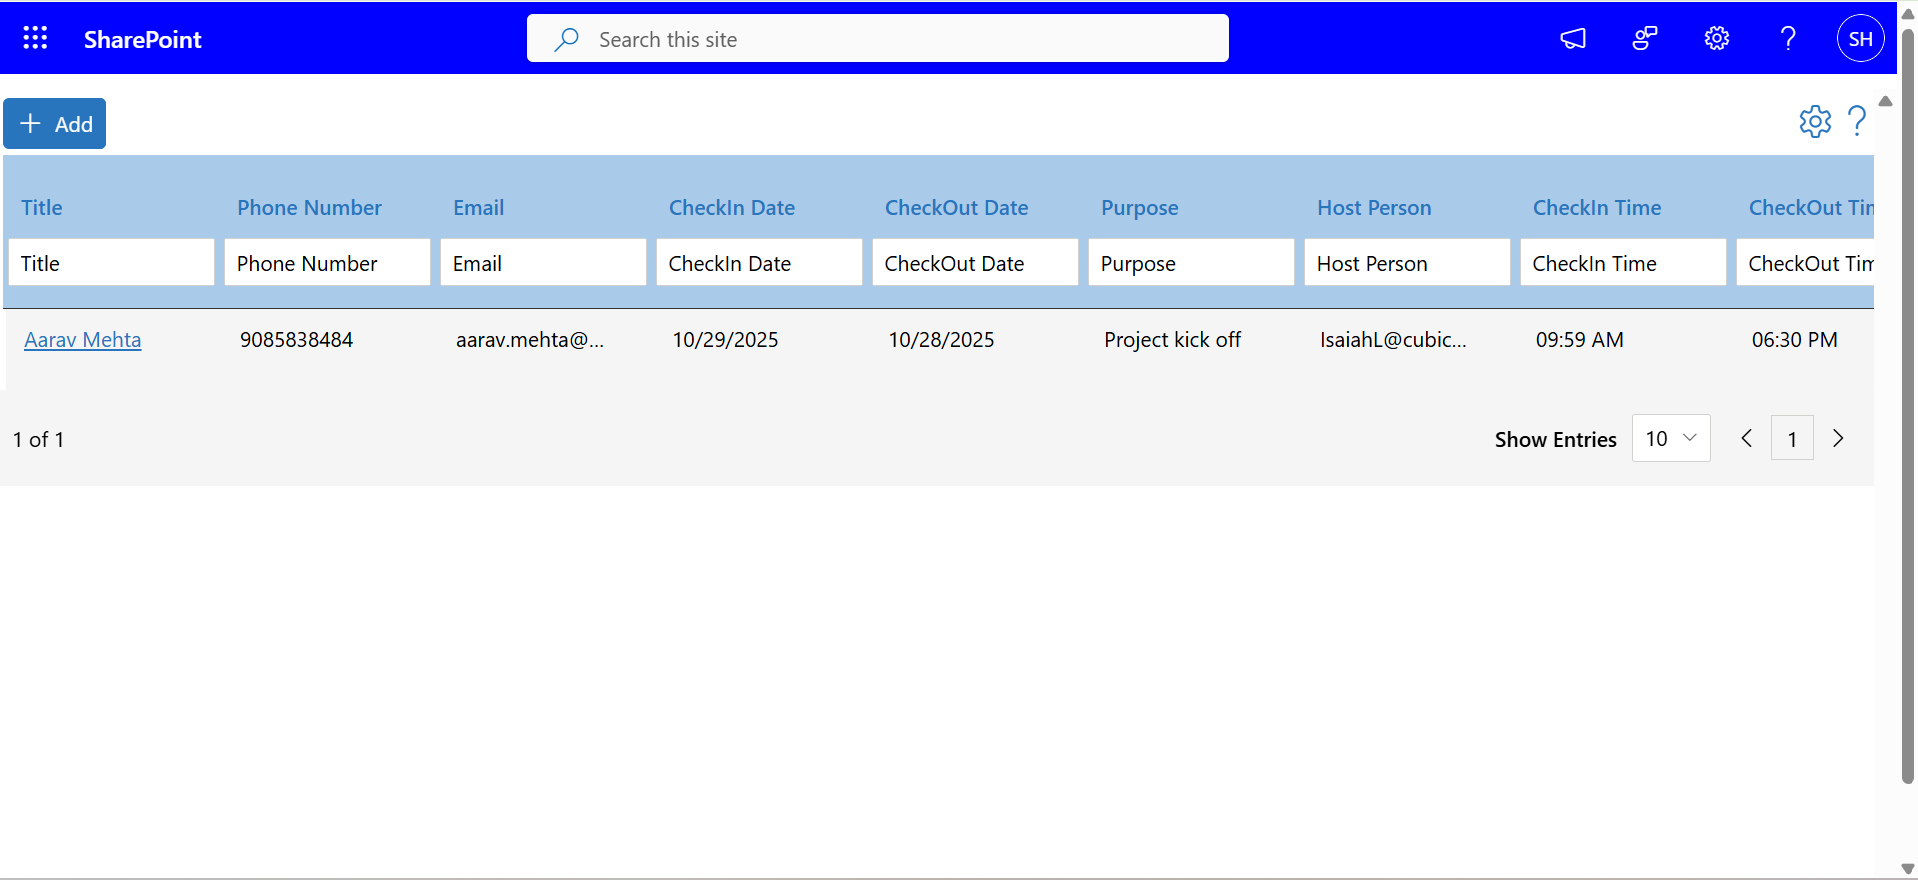 SharePoint
Search this site
SH
Add
Title Phone Number Email CheckIn Date CheckOut Date Purpose Host Person CheckIn Time CheckOut Tim
Title Phone Number Email CheckIn Date CheckOut Date Purpose Host Person CheckIn Time CheckOut Tim
Aarav Mehta 9085838484 aarav.mehta@... 10/29/2025 10/28/2025 Project kick off IsaiahL@cubic... 09:59 AM 06:30 PM
1 of 1 Show Entries 10 1